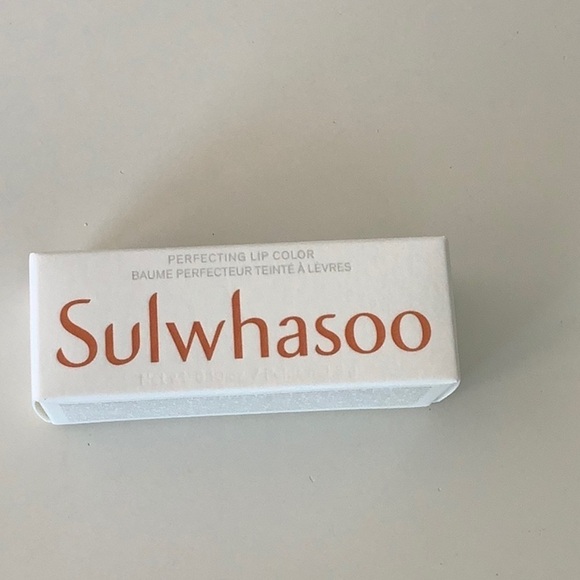 PERFECTING LIP COLOR
BAUME PERFECTEUR TEINTÉ À LÈVRES
Sulwhasoo